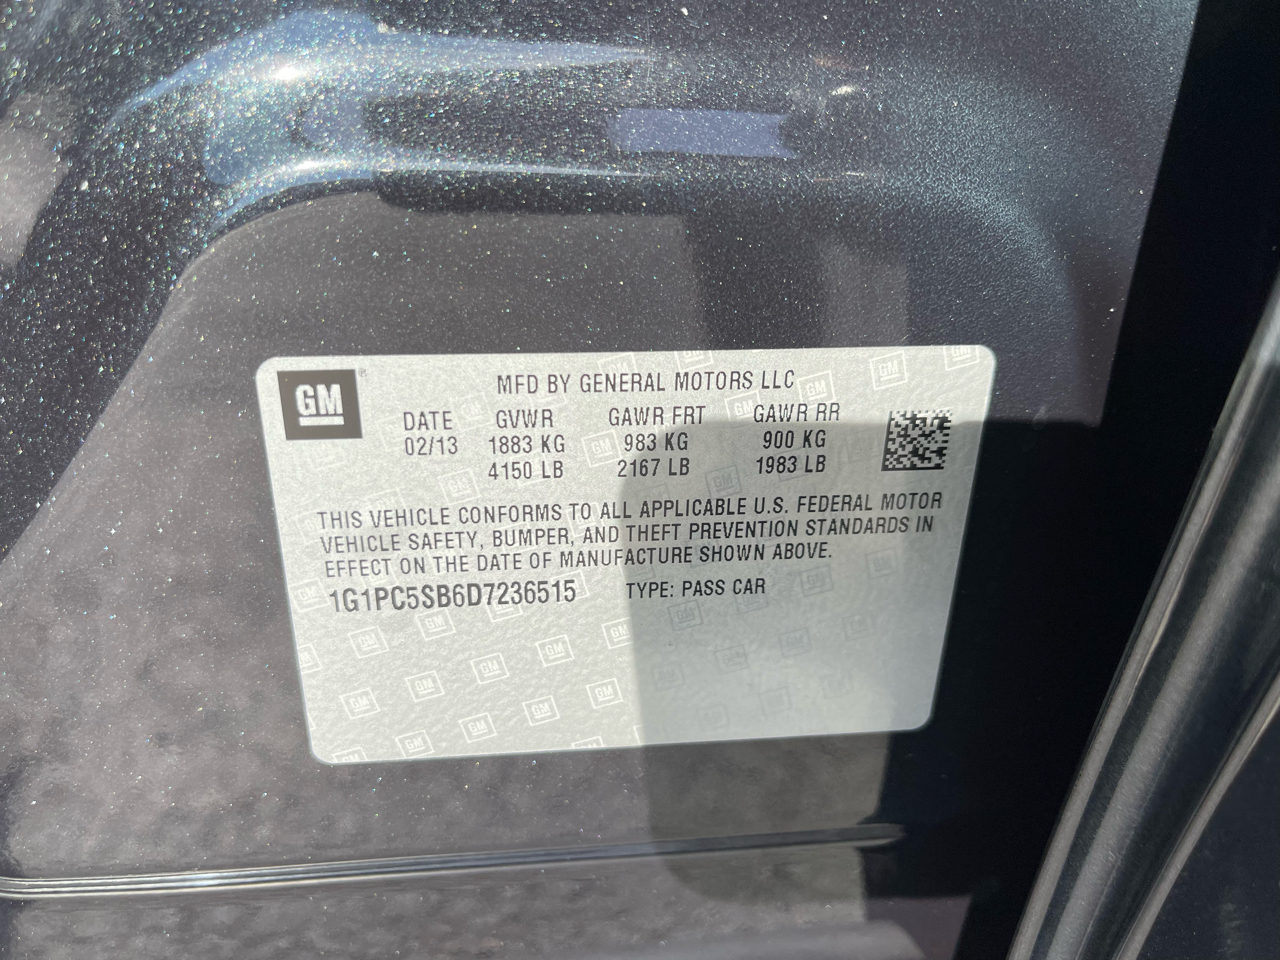 GM
MFD BY GENERAL MOTORS LLC
DATE GVWR GAWR FRT GAWR RR
02/13 1883 KG 983 KG 900 KG
4150 LB 2167 LB 1983 LB
THIS VEHICLE CONFORMS TO ALL APPLICABLE U.S. FEDERAL MOTOR
VEHICLE SAFETY, BUMPER, AND THEFT PREVENTION STANDARDS IN
EFFECT ON THE DATE OF MANUFACTURE SHOWN ABOVE.
1G1PC5SB6D7236515 TYPE: PASS CAR